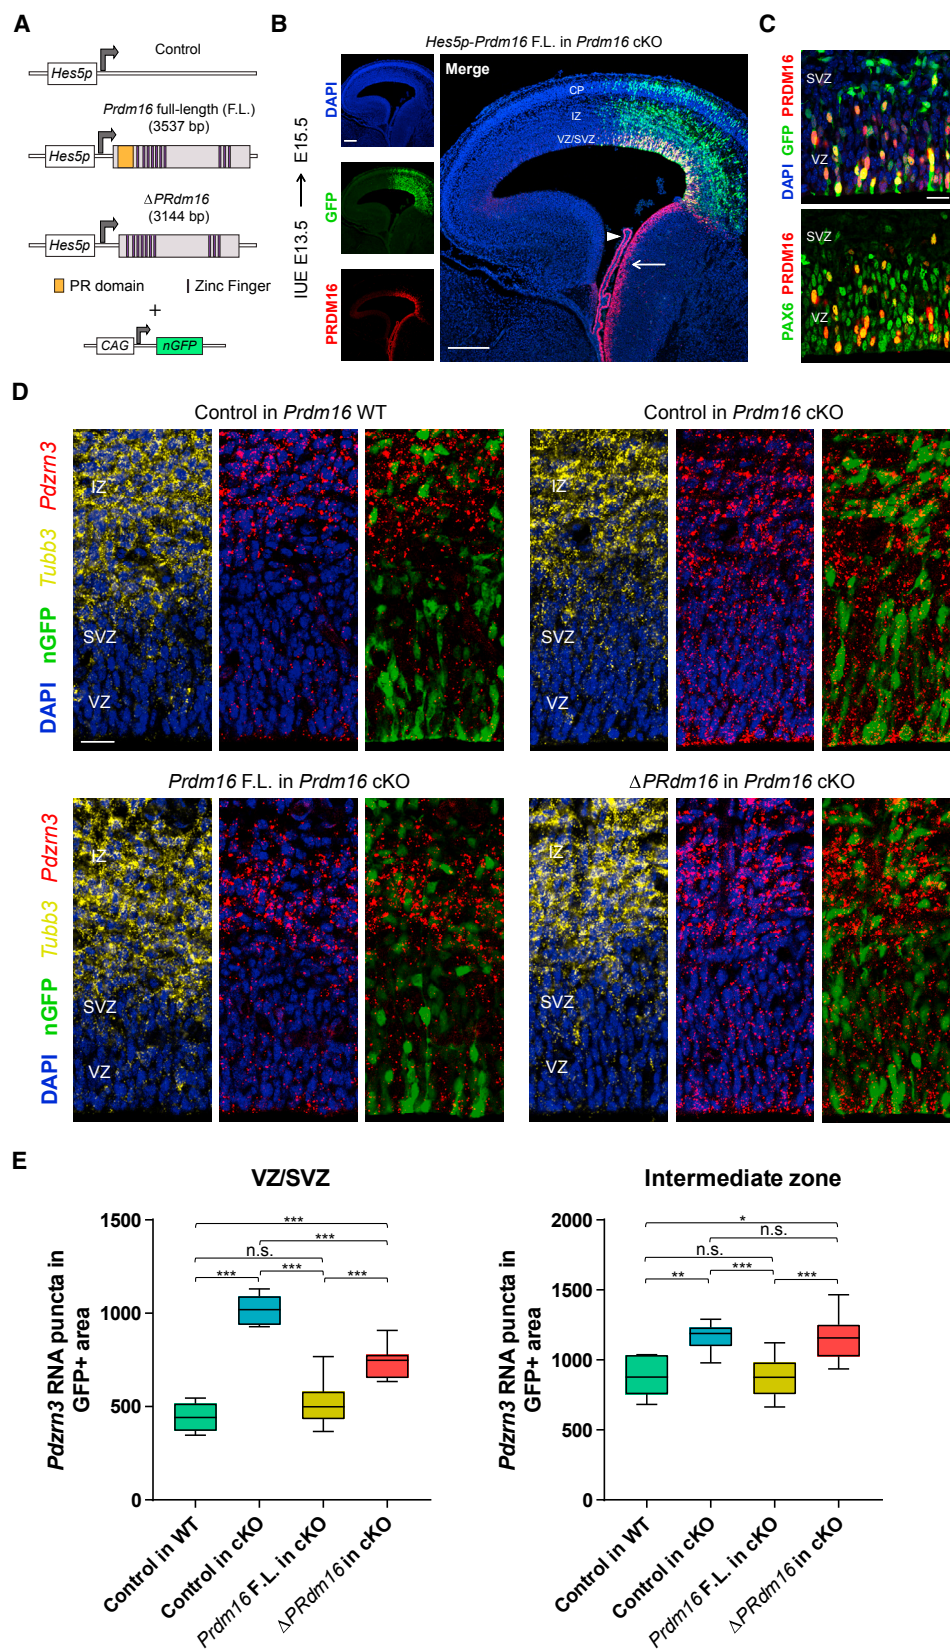 A
Control
Hes5p
Prdm16 full-length (F.L.)
(3537 bp)
Hes5p
ΔPRdm16
(3144 bp)
Hes5p
PR domain
Zinc Finger
+
CAG
nGFP
B
Hes5p-Prdm16 F.L. in Prdm16 cKO
IUE E13.5 → E15.5
DAPI
GFP
PRDM16
Merge
CP
IZ
VZ/SVZ
C
DAPI GFP PRDM16
SVZ
VZ
PAX6 PRDM16
SVZ
VZ
D
Control in Prdm16 WT
Control in Prdm16 cKO
DAPI nGFP Tubb3 Pdzrn3
IZ
SVZ
VZ
IZ
SVZ
VZ
Prdm16 F.L. in Prdm16 cKO
ΔPRdm16 in Prdm16 cKO
DAPI nGFP Tubb3 Pdzrn3
IZ
SVZ
VZ
IZ
SVZ
VZ
E
VZ/SVZ
Pdzrn3 RNA puncta in
GFP+ area
1500
1000
500
0
***
***
n.s.
***
***
***
Control in WT
Control in cKO
Prdm16 F.L. in cKO
ΔPRdm16 in cKO
Intermediate zone
Pdzrn3 RNA puncta in
GFP+ area
2000
1500
1000
500
0
*
n.s.
n.s.
**
***
***
Control in WT
Control in cKO
Prdm16 F.L. in cKO
ΔPRdm16 in cKO